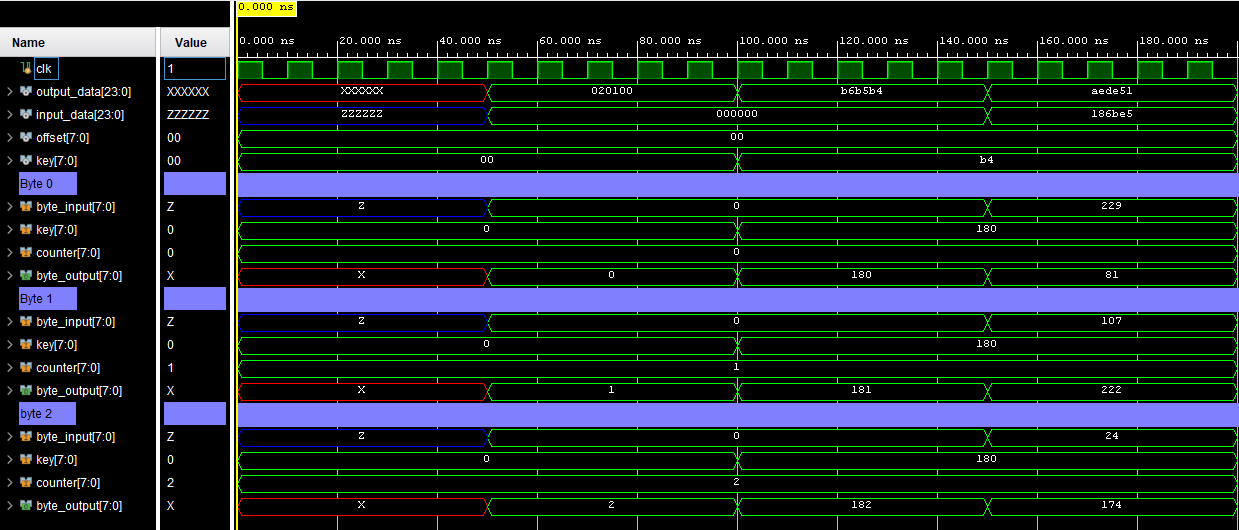 0.000 ns
Name Value 0.000 ns 20.000 ns 40.000 ns 60.000 ns 80.000 ns 100.000 ns 120.000 ns 140.000 ns 160.000 ns 180.000 ns
clk 1
output_data[23:0] XXXXXX XXXXXX 020100 b6b5b4 aede51
input_data[23:0] ZZZZZZ ZZZZZZ 000000 186be5
offset[7:0] 00 00
key[7:0] 00 00 b4
Byte 0
byte_input[7:0] Z Z 0 229
key[7:0] 0 0 180
counter[7:0] 0 0
byte_output[7:0] X X 0 180 81
Byte 1
byte_input[7:0] Z Z 0 107
key[7:0] 0 0 180
counter[7:0] 1 1
byte_output[7:0] X X 1 181 222
byte 2
byte_input[7:0] Z Z 0 24
key[7:0] 0 0 180
counter[7:0] 2 2
byte_output[7:0] X X 2 182 174